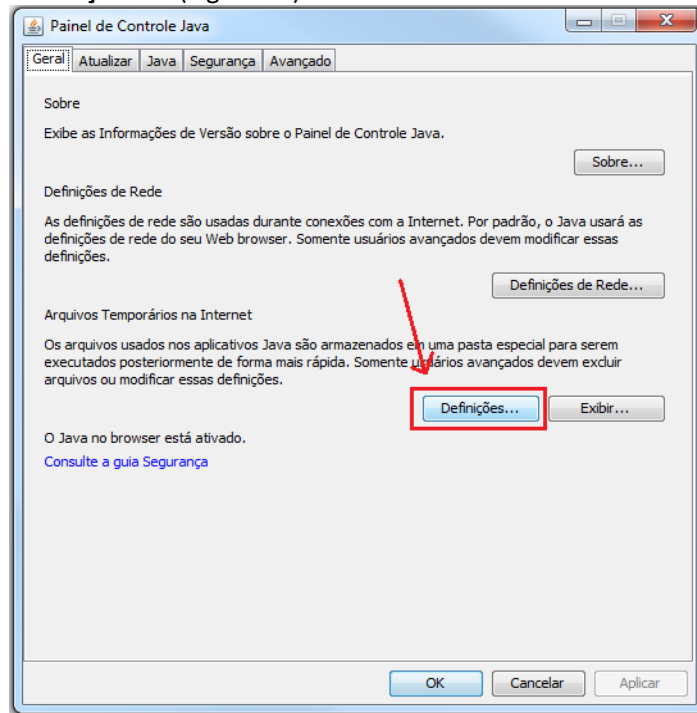 Painel de Controle Java
Geral Atualizar Java Segurança Avançado
Sobre
Exibe as Informações de Versão sobre o Painel de Controle Java.
Sobre...
Definições de Rede
As definições de rede são usadas durante conexões com a Internet. Por padrão, o Java usará as
definições de rede do seu Web browser. Somente usuários avançados devem modificar essas
definições.
Definições de Rede...
Arquivos Temporários na Internet
Os arquivos usados nos aplicativos Java são armazenados em uma pasta especial para serem
executados posteriormente de forma mais rápida. Somente usuários avançados devem excluir
arquivos ou modificar essas definições.
Definições... Exibir...
O Java no browser está ativado.
Consulte a guia Segurança
OK Cancelar Aplicar